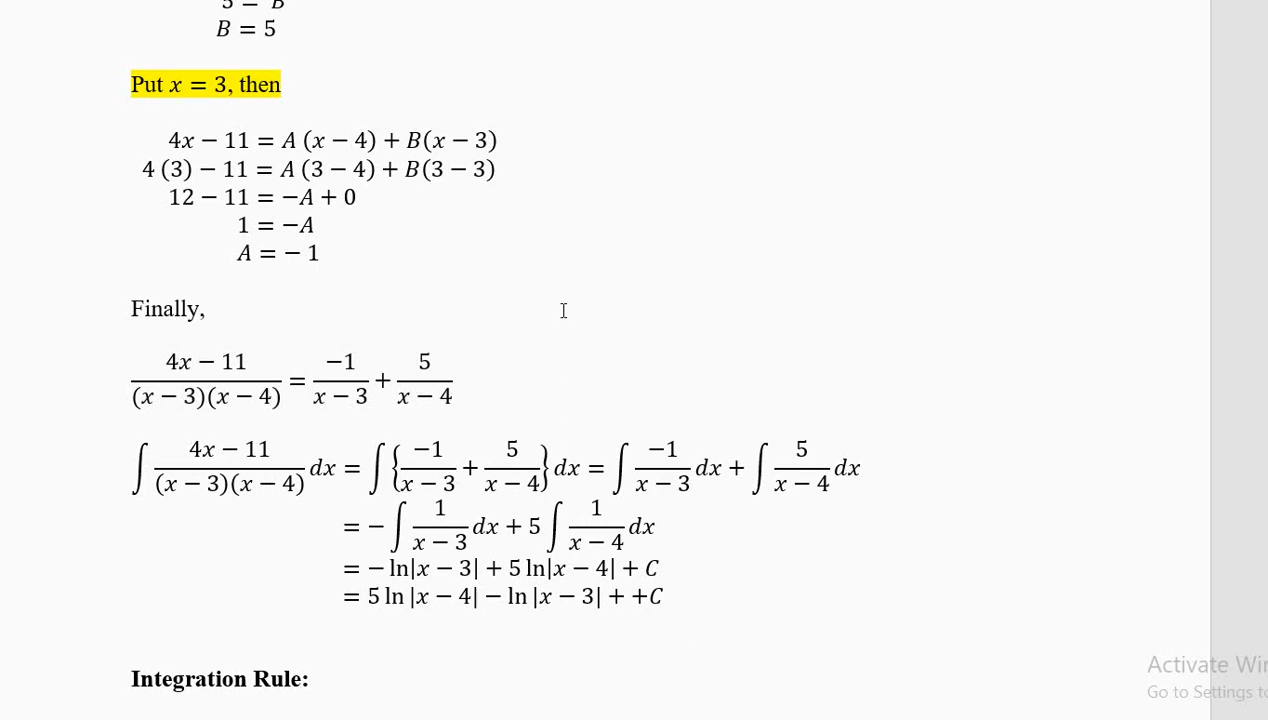 5 = B
B = 5
Put x = 3, then
4x − 11 = A (x − 4) + B(x − 3)
4 (3) − 11 = A (3 − 4) + B(3 − 3)
12 − 11 = −A + 0
1 = −A
A = − 1
Finally,
4x − 11 / (x − 3)(x − 4) = −1 / x − 3 + 5 / x − 4
∫ 4x − 11 / (x − 3)(x − 4) dx = ∫ { −1 / x − 3 + 5 / x − 4 } dx = ∫ −1 / x − 3 dx + ∫ 5 / x − 4 dx
= − ∫ 1 / x − 3 dx + 5 ∫ 1 / x − 4 dx
= − ln|x − 3| + 5 ln|x − 4| + C
= 5 ln |x − 4| − ln |x − 3| + +C
Integration Rule:
Activate Win
Go to Settings to